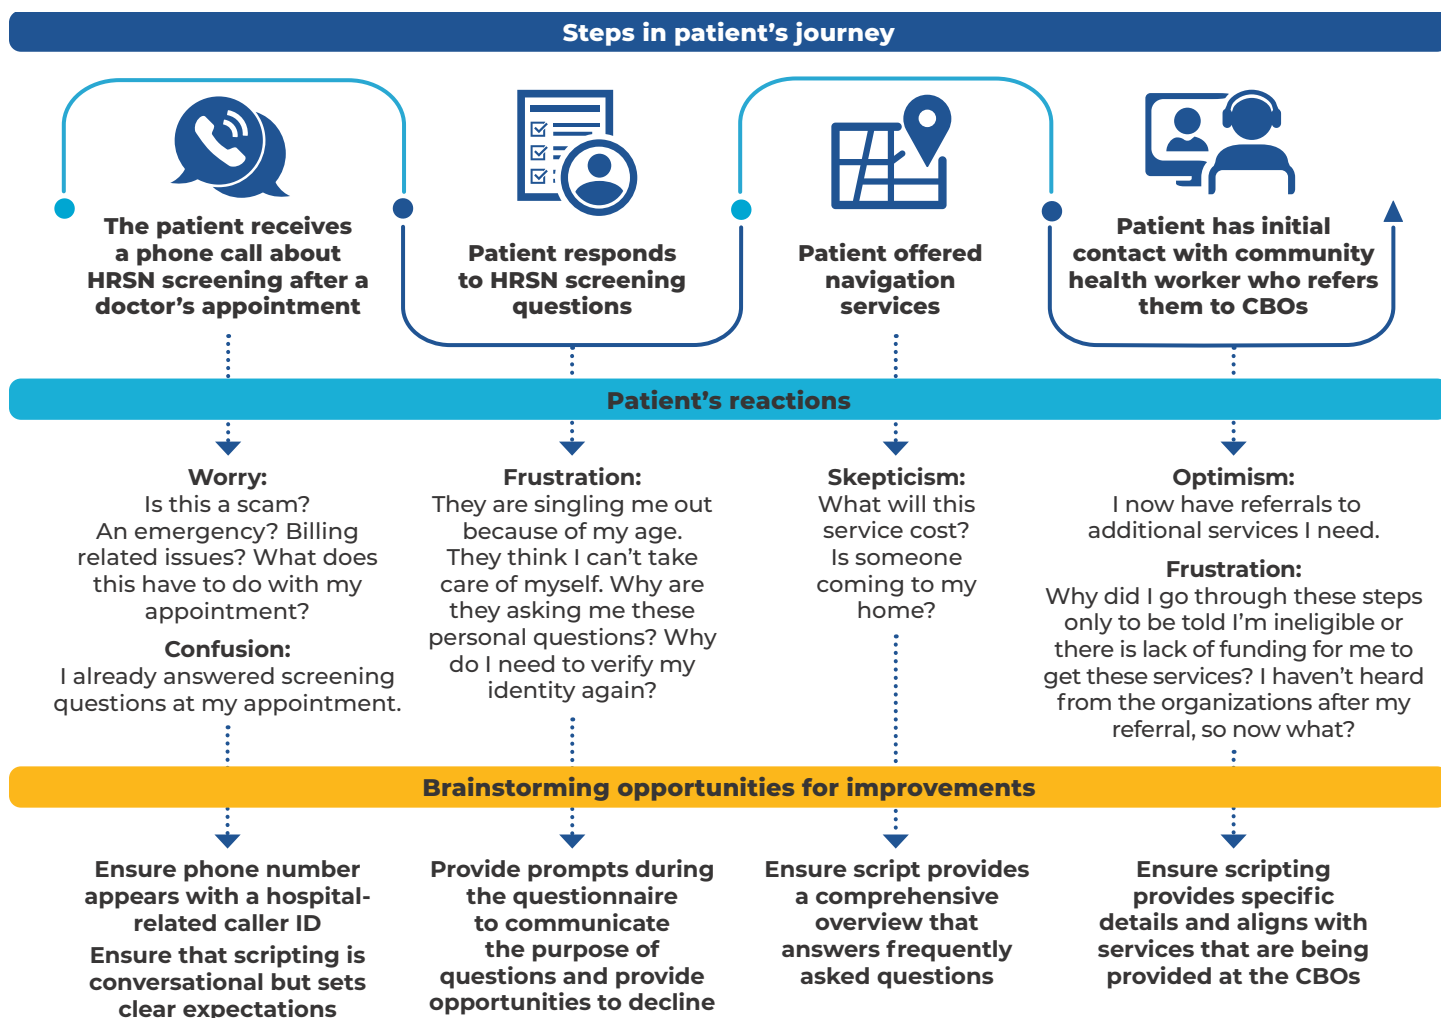 Steps in patient’s journey
The patient receives
a phone call about
HRSN screening after a
doctor’s appointment
Patient responds
to HRSN screening
questions
Patient offered
navigation
services
Patient has initial
contact with community
health worker who refers
them to CBOs
Patient’s reactions
Worry:
Is this a scam?
An emergency? Billing
related issues? What does
this have to do with my
appointment?
Confusion:
I already answered screening
questions at my appointment.
Frustration:
They are singling me out
because of my age.
They think I can’t take
care of myself. Why are
they asking me these
personal questions? Why
do I need to verify my
identity again?
Skepticism:
What will this
service cost?
Is someone
coming to my
home?
Optimism:
I now have referrals to
additional services I need.
Frustration:
Why did I go through these steps
only to be told I’m ineligible or
there is lack of funding for me to
get these services? I haven’t heard
from the organizations after my
referral, so now what?
Brainstorming opportunities for improvements
Ensure phone number
appears with a hospital-
related caller ID
Ensure that scripting is
conversational but sets
clear expectations
Provide prompts during
the questionnaire
to communicate
the purpose of
questions and provide
opportunities to decline
Ensure script provides
a comprehensive
overview that
answers frequently
asked questions
Ensure scripting
provides specific
details and aligns with
services that are being
provided at the CBOs